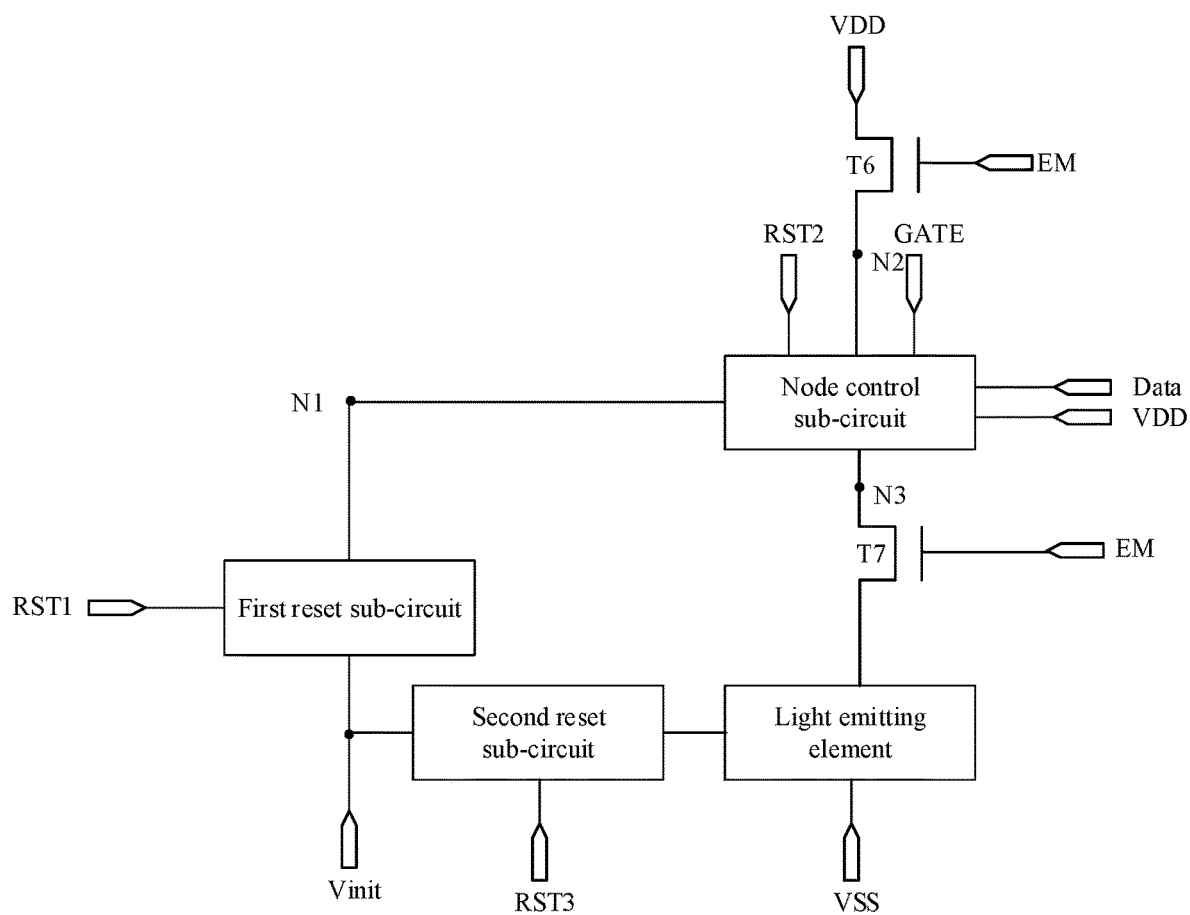 VDD
T6
EM
RST2
GATE
N2
N1
Node control
sub-circuit
Data
VDD
N3
T7
EM
RST1
First reset sub-circuit
Second reset
sub-circuit
Light emitting
element
Vinit
RST3
VSS